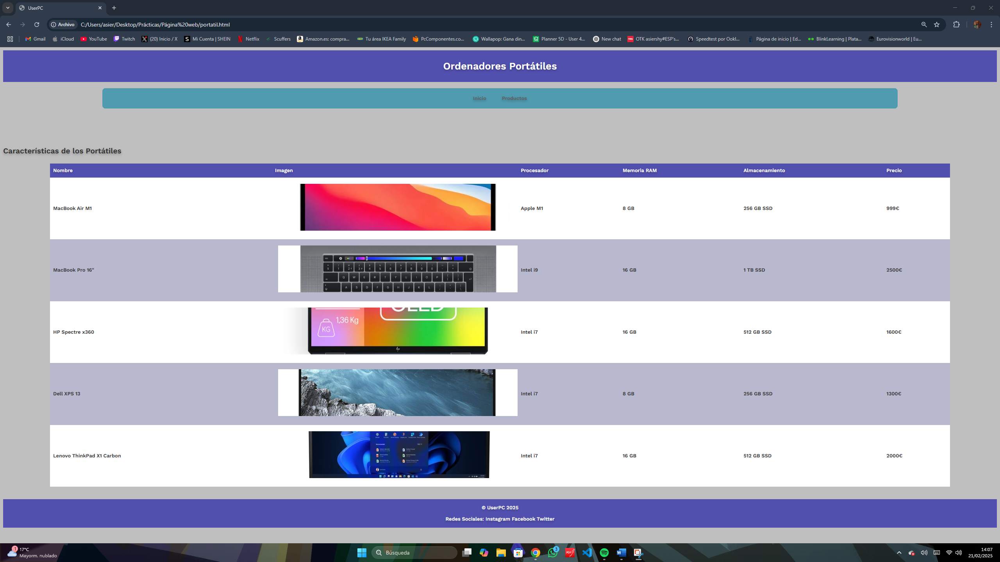 UserPC
Archivo C:/Users/asier/Desktop/Prácticas/Página%20web/portatil.html
Gmail iCloud YouTube Twitch (20) Inicio / X Mi Cuenta | SHEIN Netflix Scuffers Amazon.es: compra... Tu área IKEA Family PcComponentes.co... Wallapop: Gana din... Planner 5D - User 4... New chat OTK asiershy#ESP's... Speedtest por Ookl... Página de inicio | Ed... BlinkLearning | Plata... Eurovisionworld | Eu...
Ordenadores Portátiles
Inicio Productos
Características de los Portátiles
Nombre Imagen Procesador Memoria RAM Almacenamiento Precio
MacBook Air M1 Apple M1 8 GB 256 GB SSD 999€
MacBook Pro 16" Intel i9 16 GB 1 TB SSD 2500€
Q W E R T Y U I O P
A S D F G H J K L
OLED
1,36 Kg
KG
hp
HP Spectre x360 Intel i7 16 GB 512 GB SSD 1600€
Dell XPS 13 Intel i7 8 GB 256 GB SSD 1300€
Lenovo ThinkPad X1 Carbon Intel i7 16 GB 512 GB SSD 2000€
© UserPC 2025
Redes Sociales: Instagram Facebook Twitter
1 17°C
Mayorm. nublado
Búsqueda
3
PDF
14:07
21/02/2025